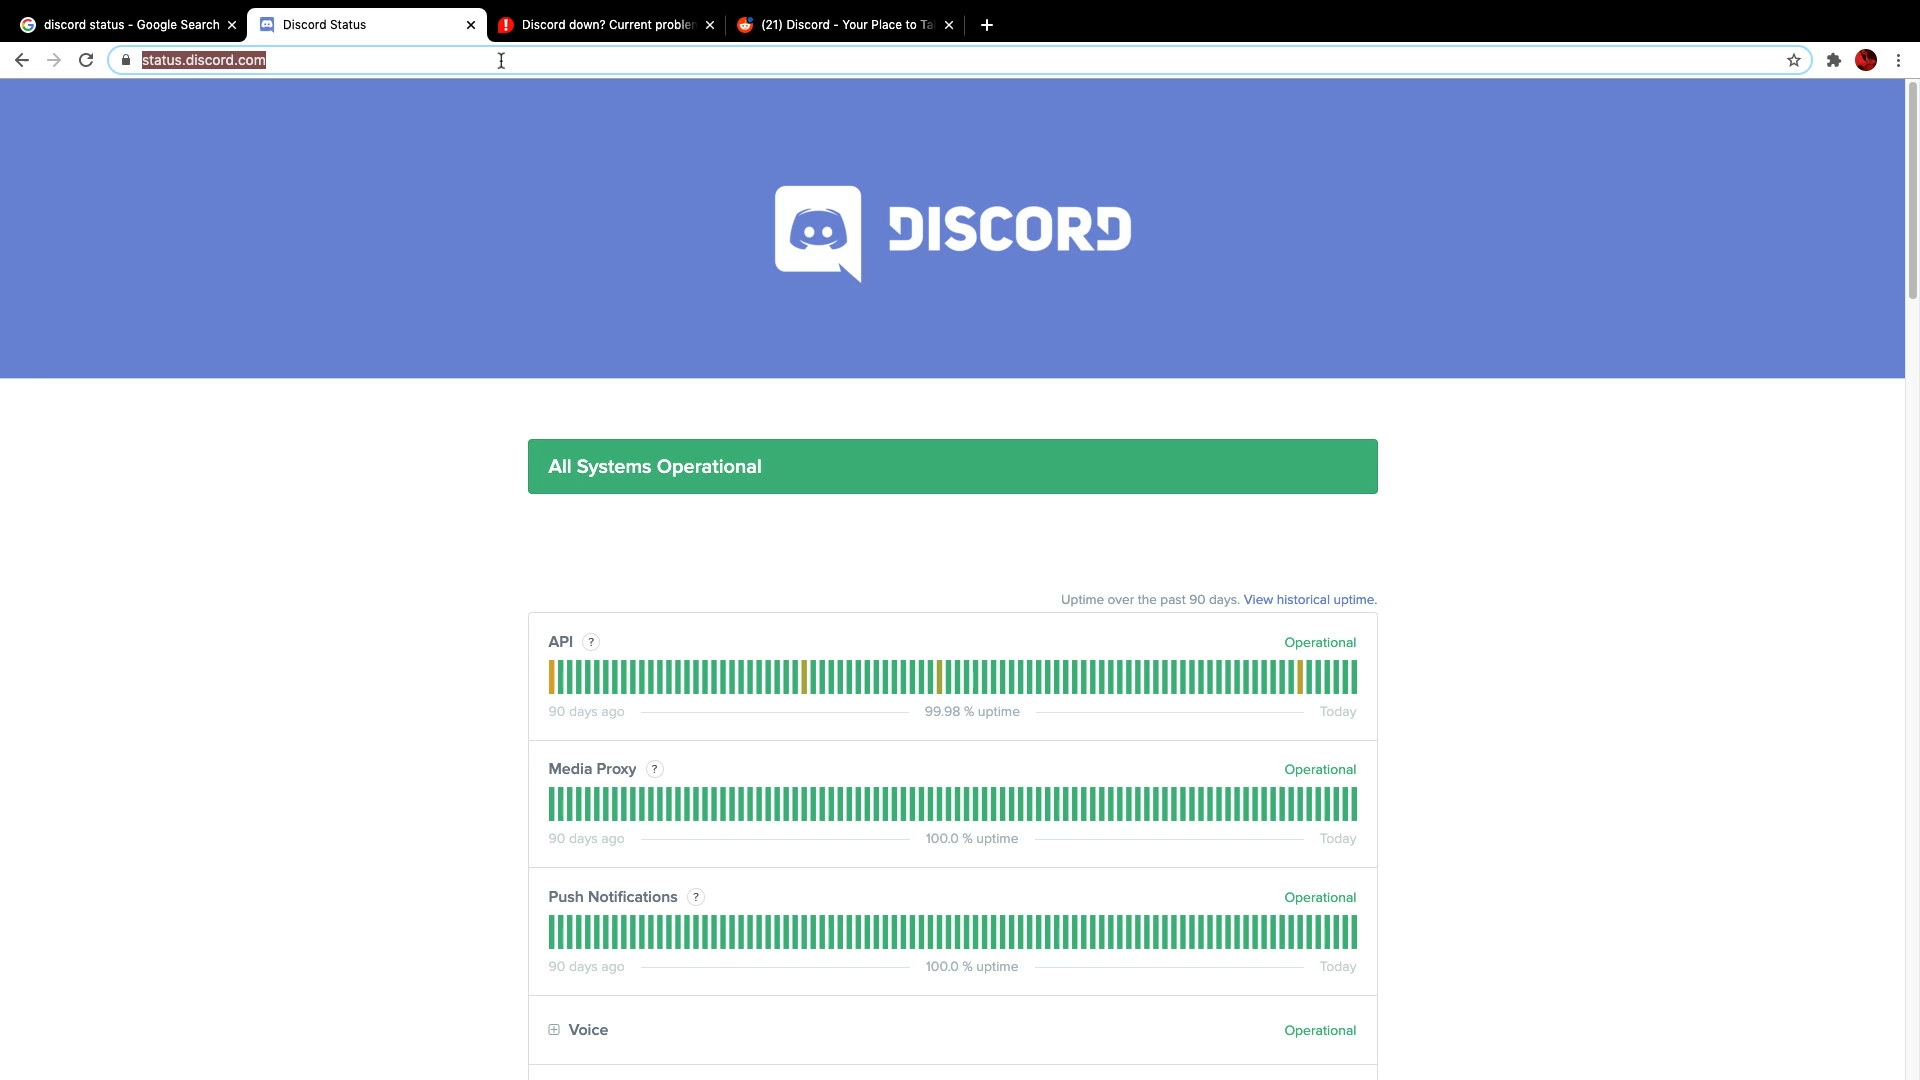 discord status - Google Search
Discord Status
Discord down? Current problem
(21) Discord - Your Place to Ta
status.discord.com
DISCORD
All Systems Operational
Uptime over the past 90 days. View historical uptime.
API ? Operational
90 days ago 99.98 % uptime Today
Media Proxy ? Operational
90 days ago 100.0 % uptime Today
Push Notifications ? Operational
90 days ago 100.0 % uptime Today
Voice Operational